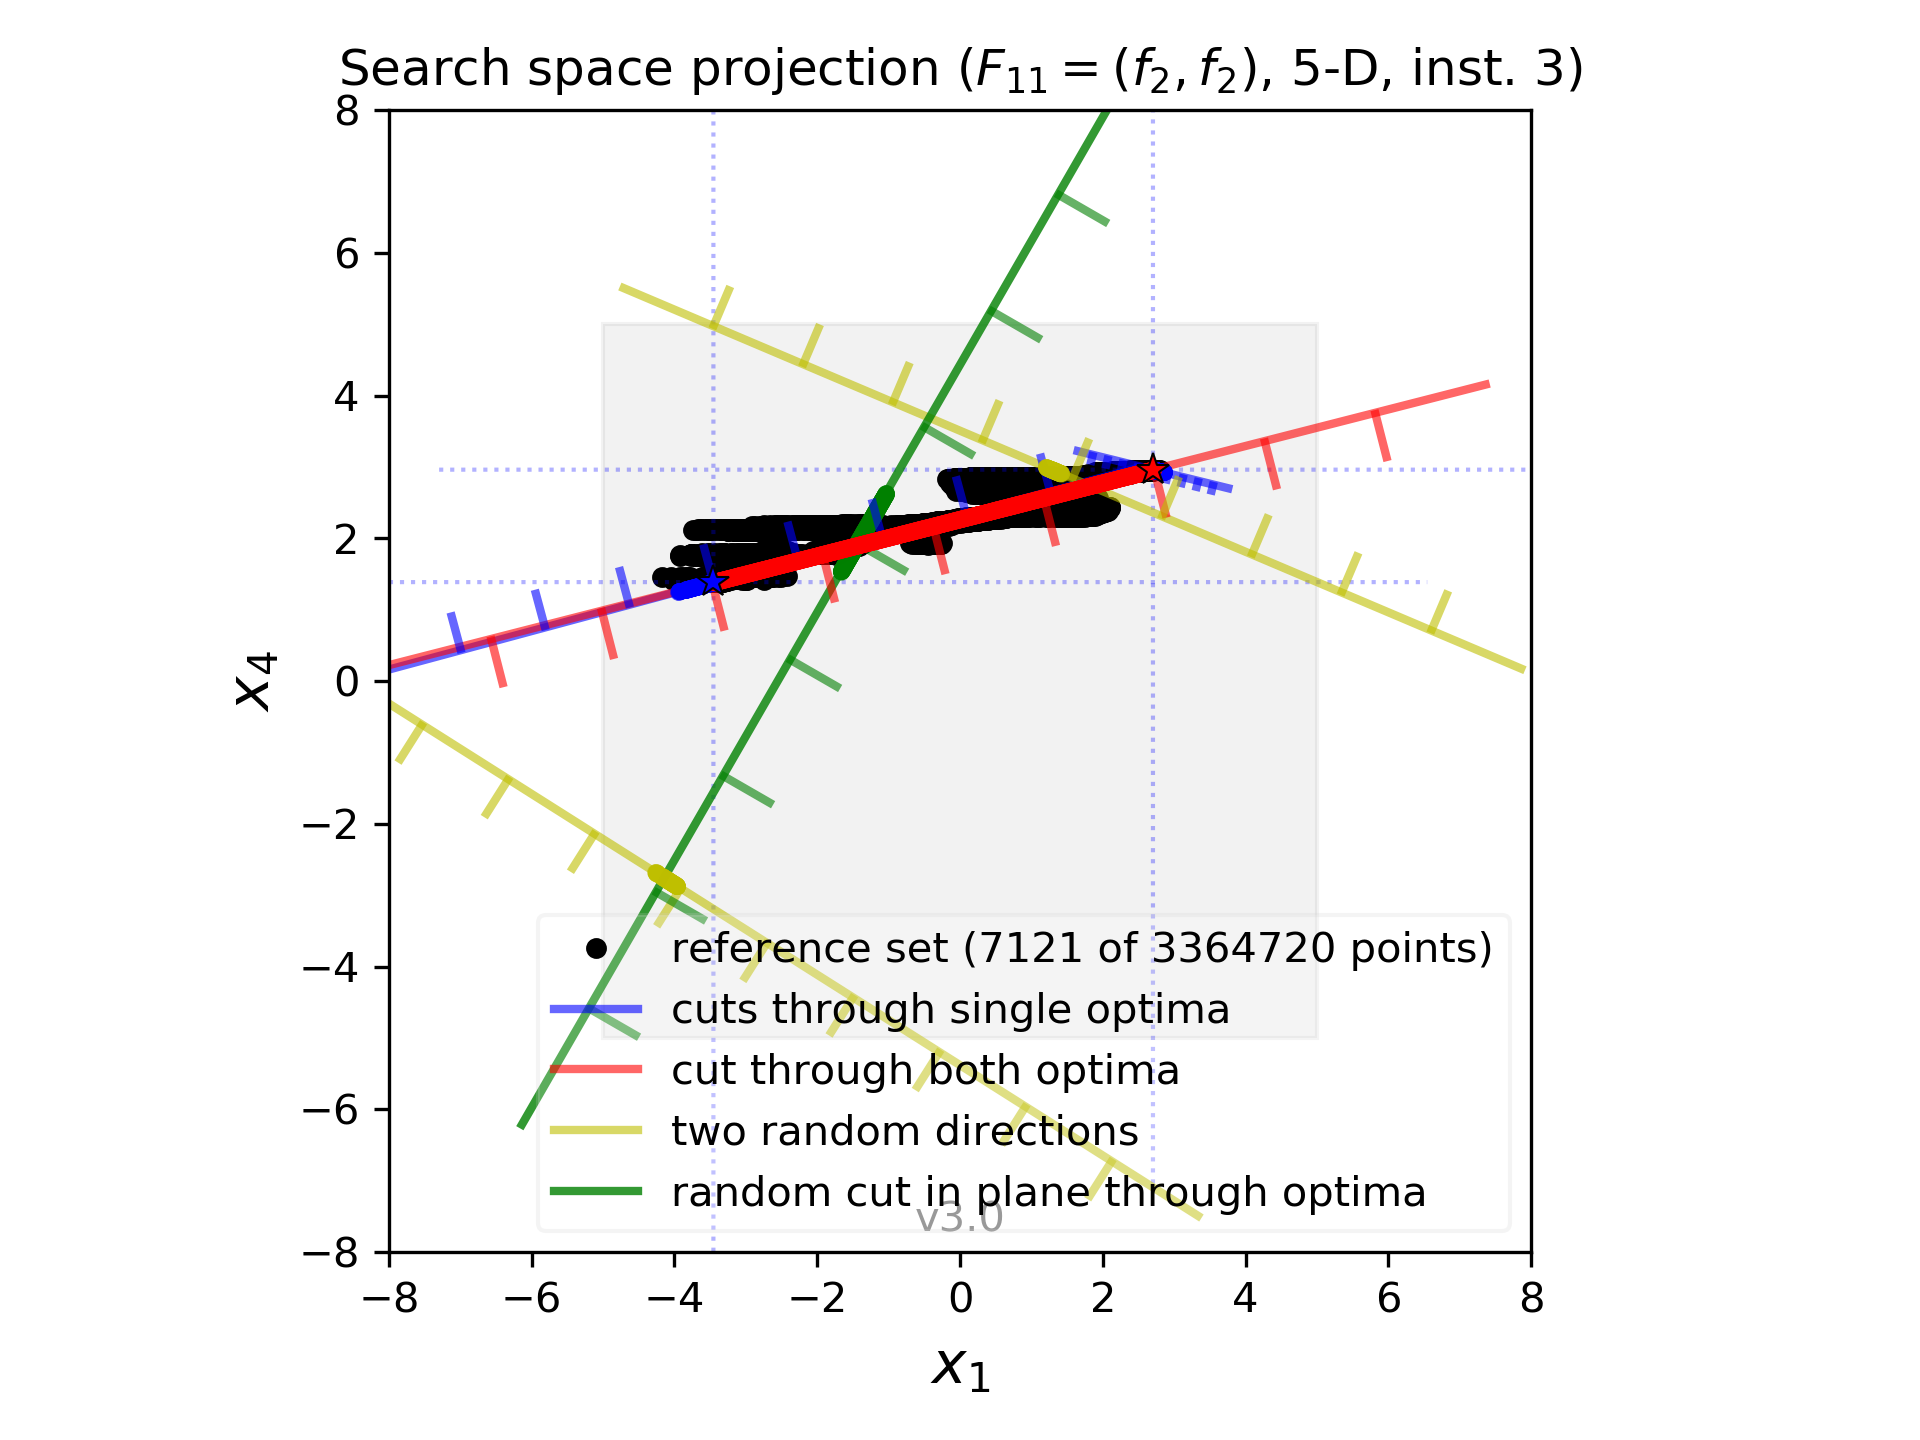 Search space projection (F₁₁ = (f₂, f₂), 5-D, inst. 3)
8
6
4
2
0
−2
−4
−6
−8
x₄
reference set (7121 of 3364720 points)
cuts through single optima
cut through both optima
two random directions
random cut in plane through optima
v3.0
−8 −6 −4 −2 0 2 4 6 8
x₁